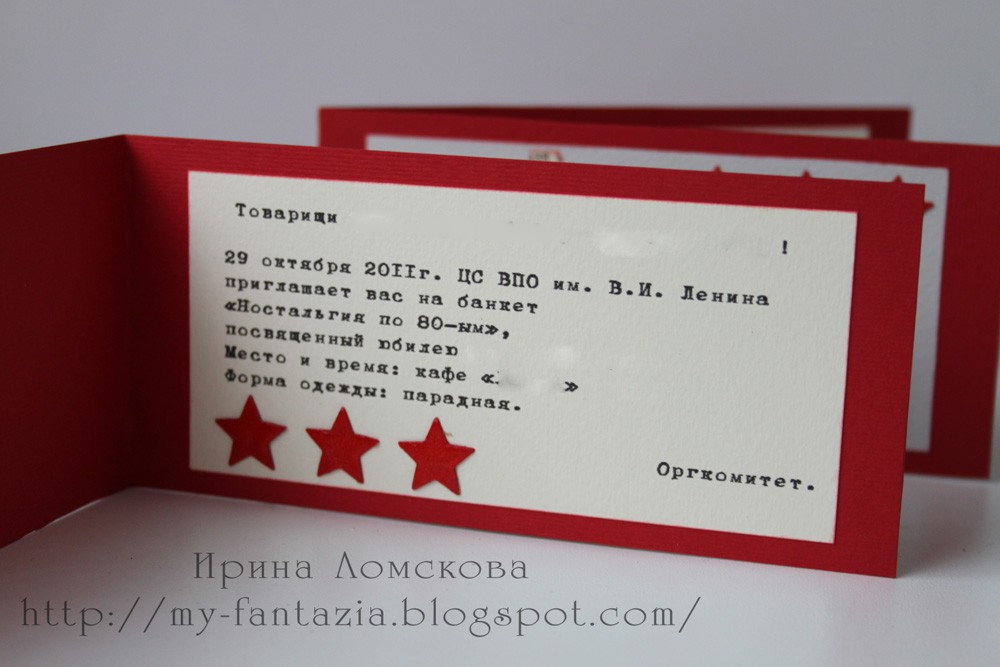 Товарищи !
29 октября 20IIг. ЦС ВПО им. В.И. Ленина
приглашает вас на банкет
«Ностальгия по 80-ым»,
посвященный юбилею
Место и время: кафе « »
Форма одежды: парадная.
Оргкомитет.
Ирина Ломскова
http://my-fantazia.blogspot.com/